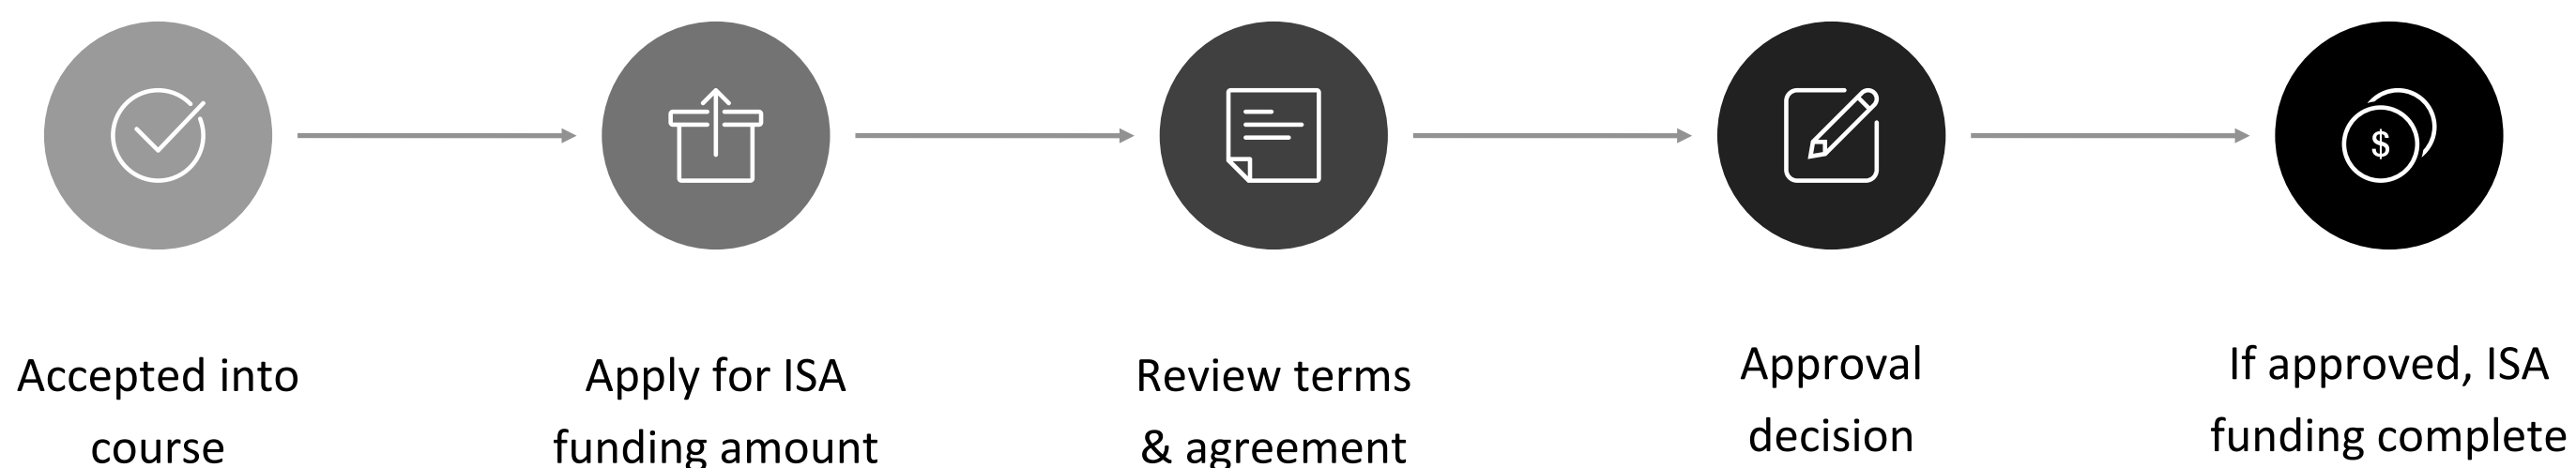 $
Accepted into
course
Apply for ISA
funding amount
Review terms
& agreement
Approval
decision
If approved, ISA
funding complete